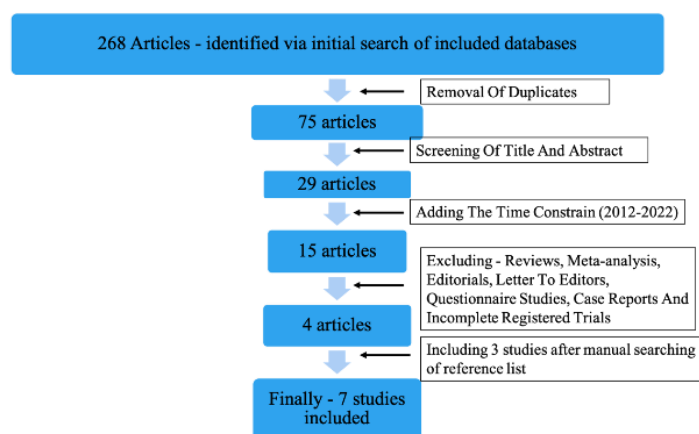 268 Articles - identified via initial search of included databases
Removal Of Duplicates
75 articles
Screening Of Title And Abstract
29 articles
Adding The Time Constrain (2012-2022)
15 articles
Excluding - Reviews, Meta-analysis,
Editorials, Letter To Editors,
Questionnaire Studies, Case Reports And
Incomplete Registered Trials
4 articles
Including 3 studies after manual searching
of reference list
Finally - 7 studies
included